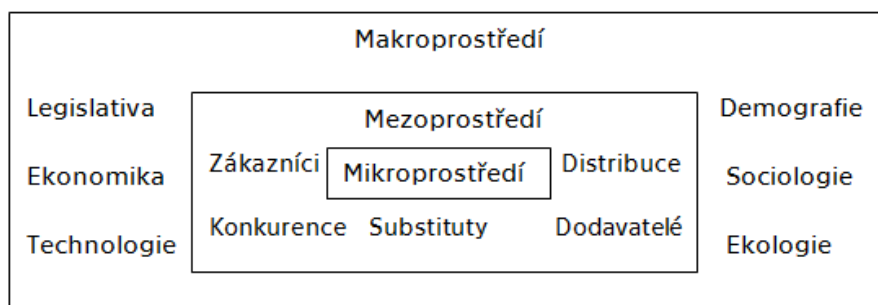 Makroprostředí
Legislativa
Mezoprostředí
Demografie
Zákazníci
Mikroprostředí
Distribuce
Ekonomika
Sociologie
Konkurence
Substituty
Dodavatelé
Technologie
Ekologie